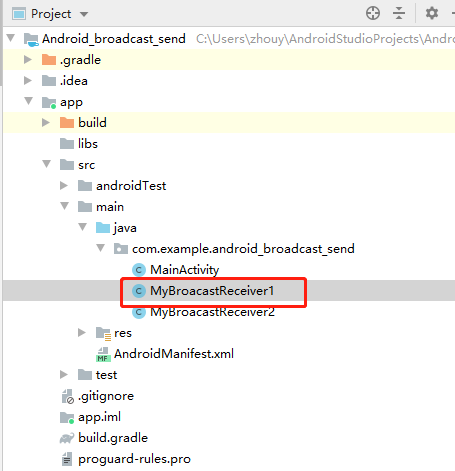 Project
Android_broadcast_send C:\Users\zhouy\AndroidStudioProjects\Andro
.gradle
.idea
app
build
libs
src
androidTest
main
java
com.example.android_broadcast_send
MainActivity
MyBroacastReceiver1
MyBroacastReceiver2
res
AndroidManifest.xml
test
.gitignore
app.iml
build.gradle
proguard-rules.pro